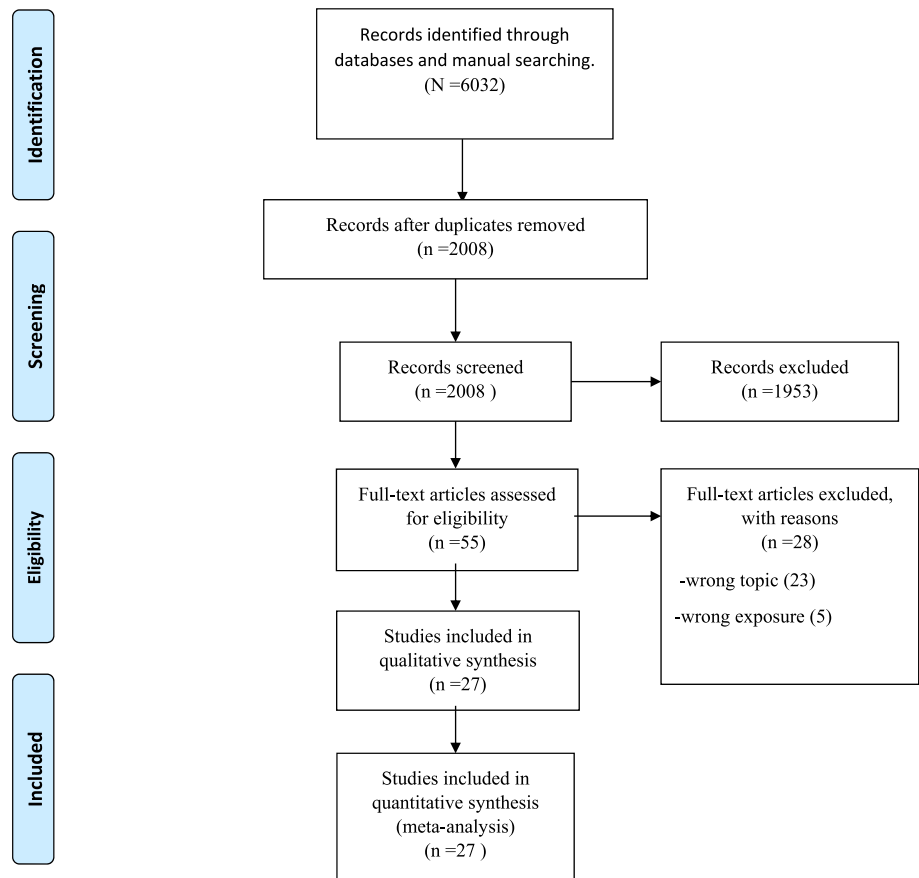 Identification
Records identified through
databases and manual searching.
(N =6032)
Records after duplicates removed
(n =2008)
Screening
Records screened
(n =2008 )
Records excluded
(n =1953)
Eligibility
Full-text articles assessed
for eligibility
(n =55)
Full-text articles excluded,
with reasons
(n =28)
-wrong topic (23)
-wrong exposure (5)
Studies included in
qualitative synthesis
(n =27)
Included
Studies included in
quantitative synthesis
(meta-analysis)
(n =27 )